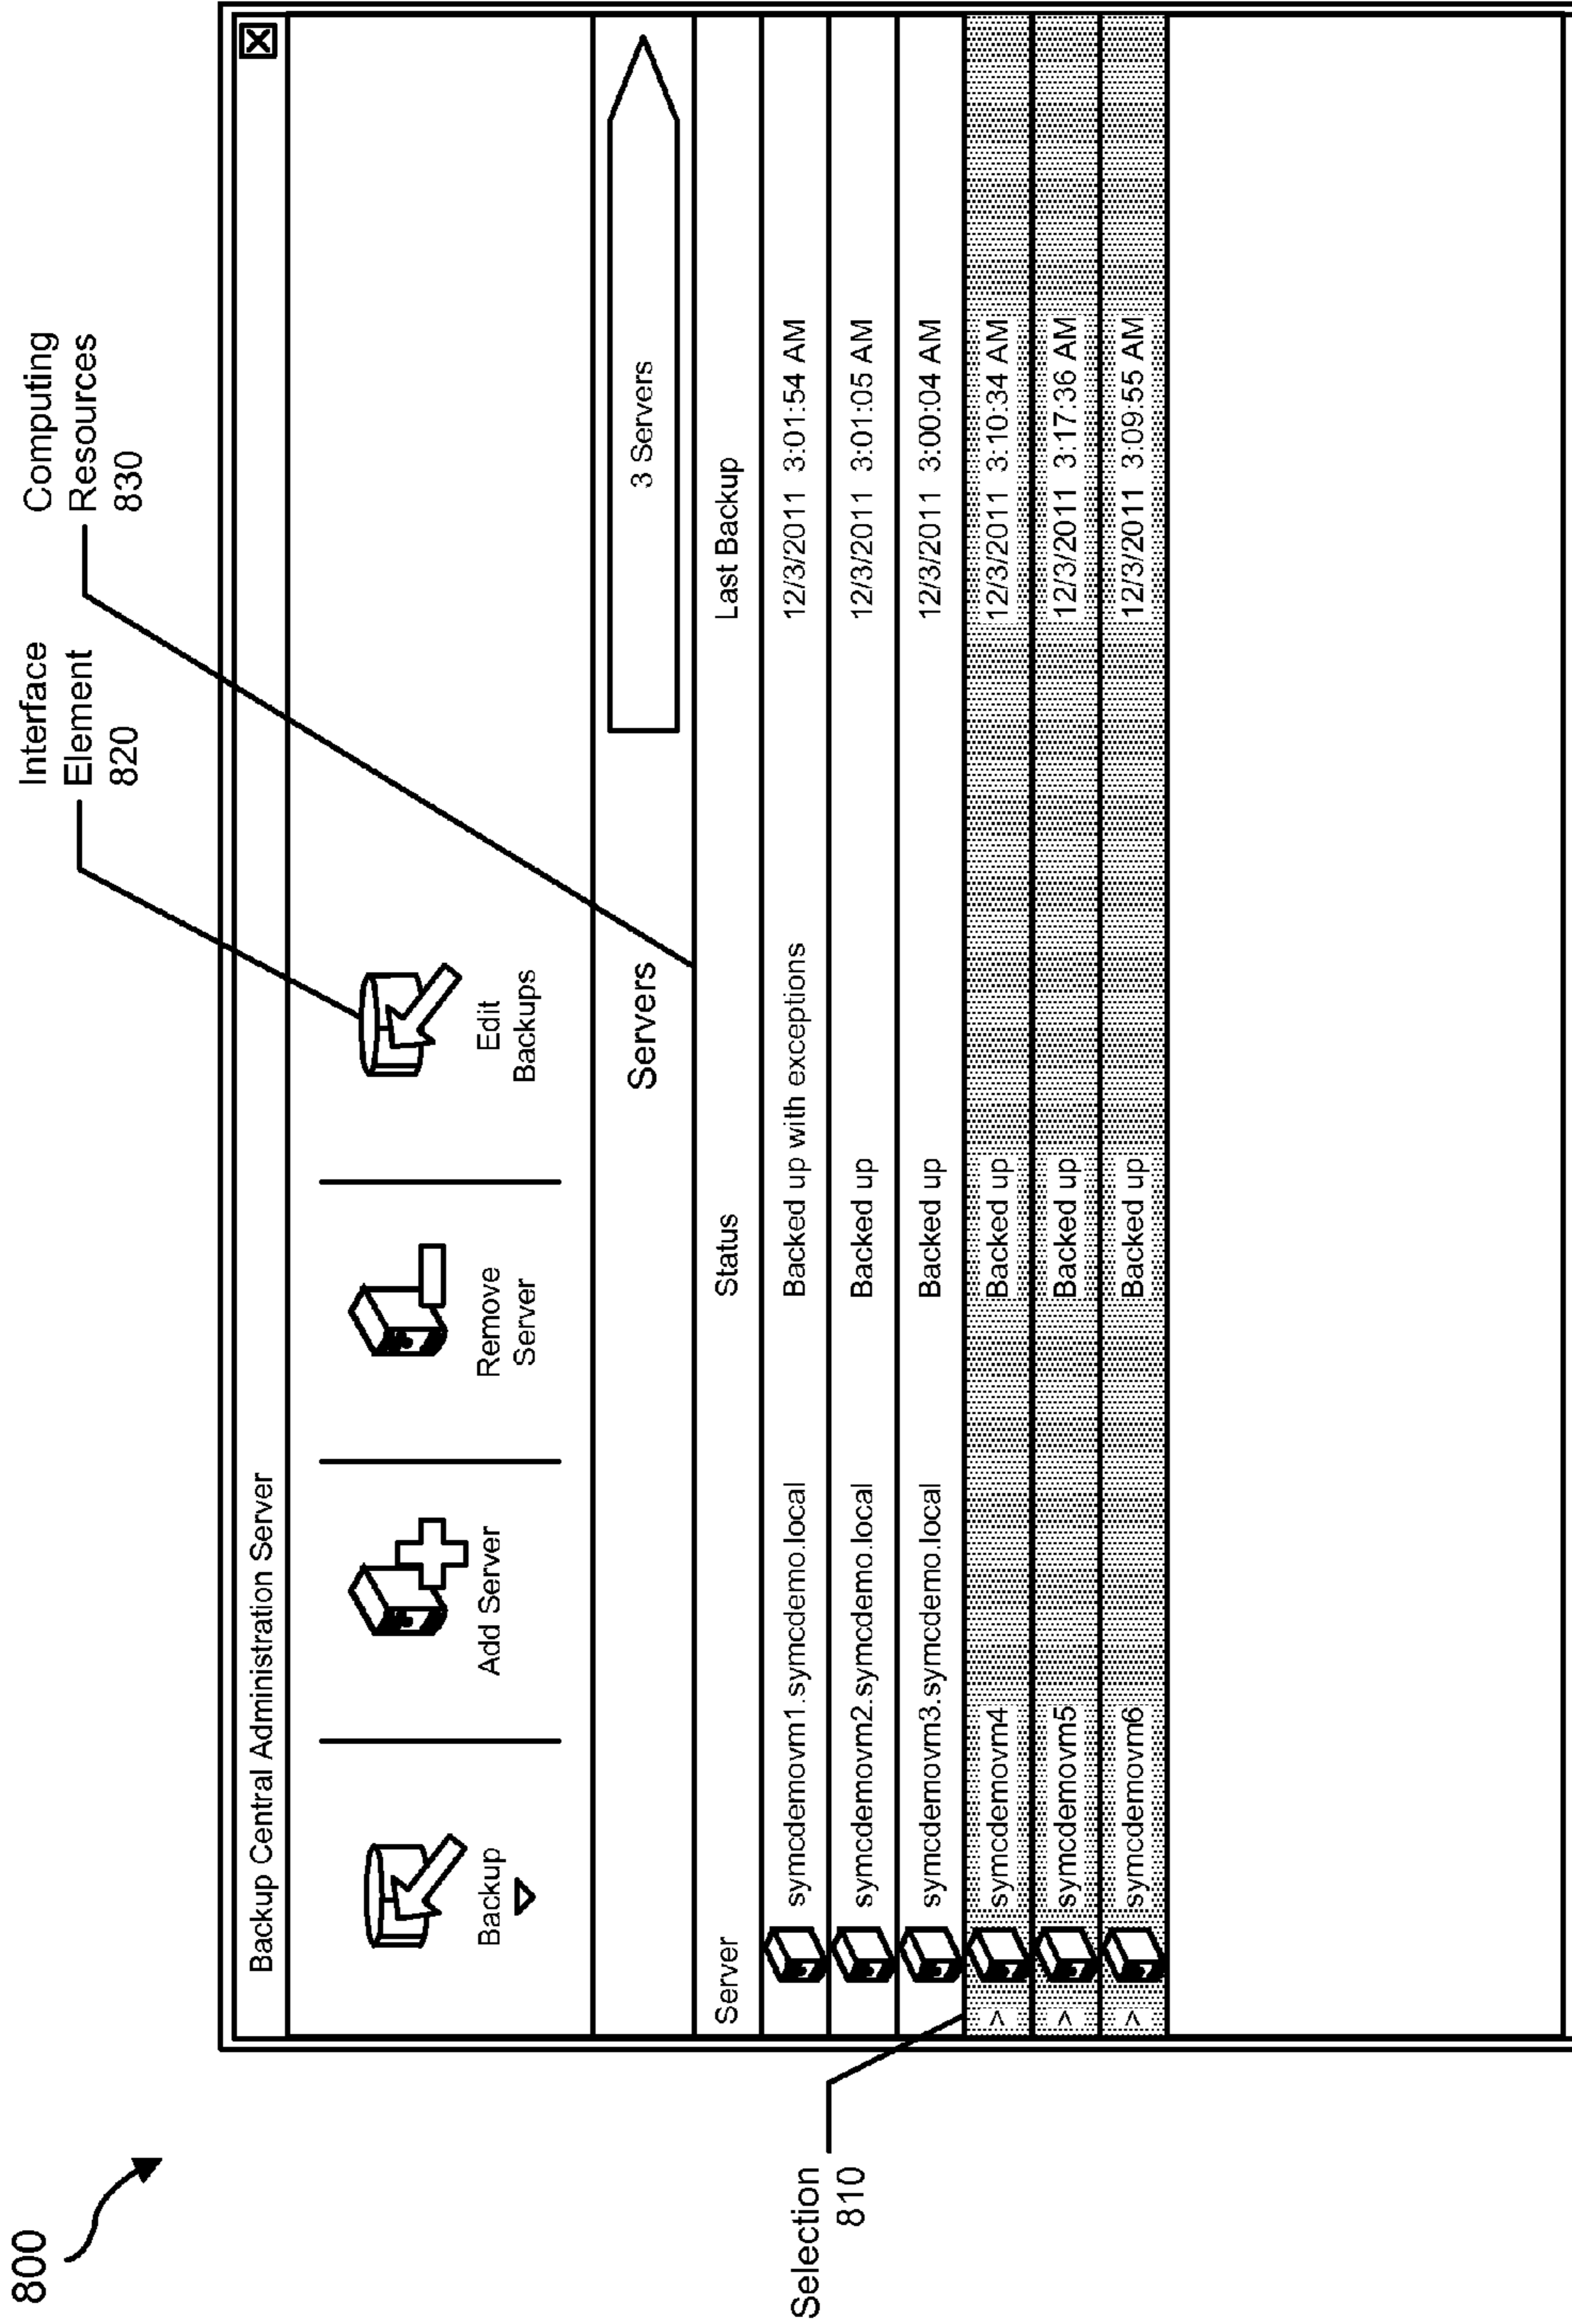 800
Interface
Element
820
Computing
Resources
830
Backup Central Administration Server
Backup
Add Server
Remove
Server
Edit
Backups
Servers
3 Servers
Server Status Last Backup
symcdemovm1.symcdemo.local Backed up with exceptions 12/3/2011 3:01:54 AM
symcdemovm2.symcdemo.local Backed up 12/3/2011 3:01:05 AM
symcdemovm3.symcdemo.local Backed up 12/3/2011 3:00:04 AM
> symcdemovm4 Backed up 12/3/2011 3:10:34 AM
> symcdemovm5 Backed up 12/3/2011 3:17:36 AM
> symcdemovm6 Backed up 12/3/2011 3:09:55 AM
Selection
810